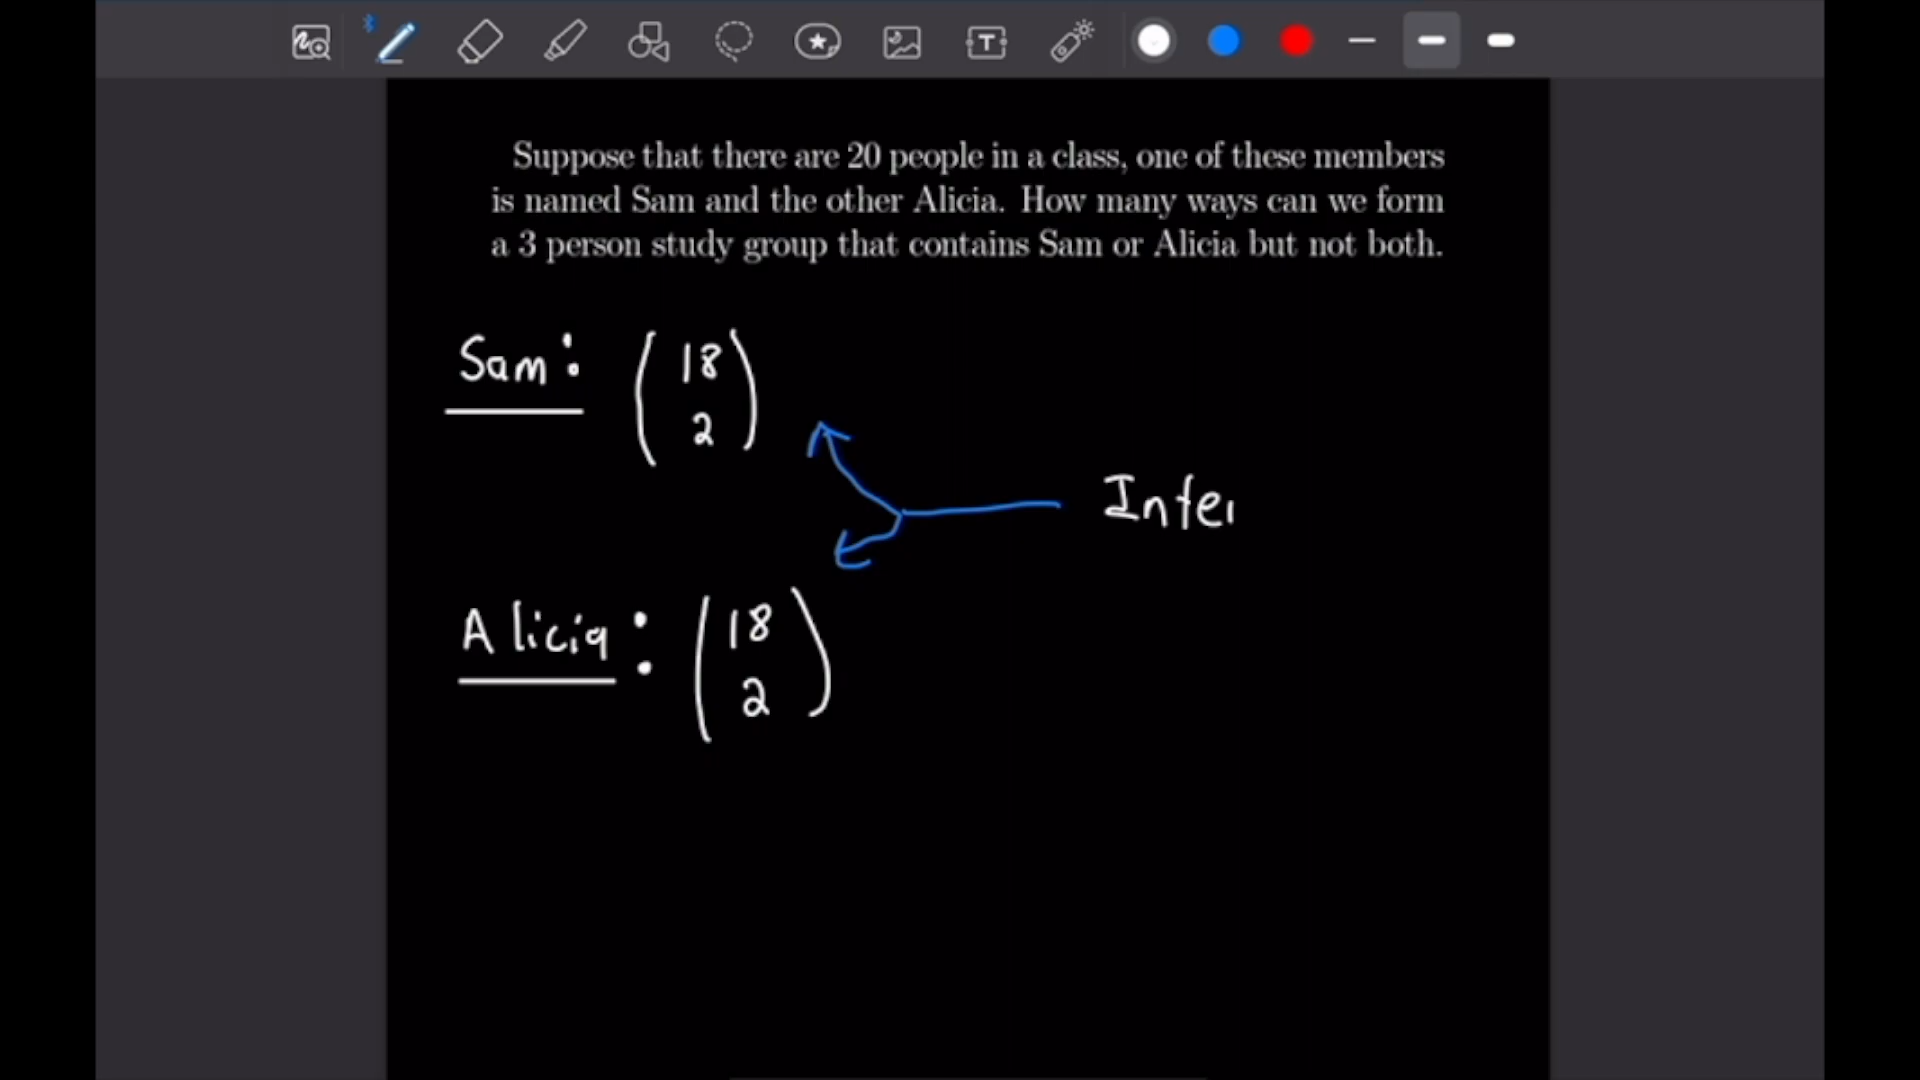 Suppose that there are 20 people in a class, one of these members
is named Sam and the other Alicia. How many ways can we form
a 3 person study group that contains Sam or Alicia but not both.
Sam: (18
2)
Inter
Alicia: (18
2)
T